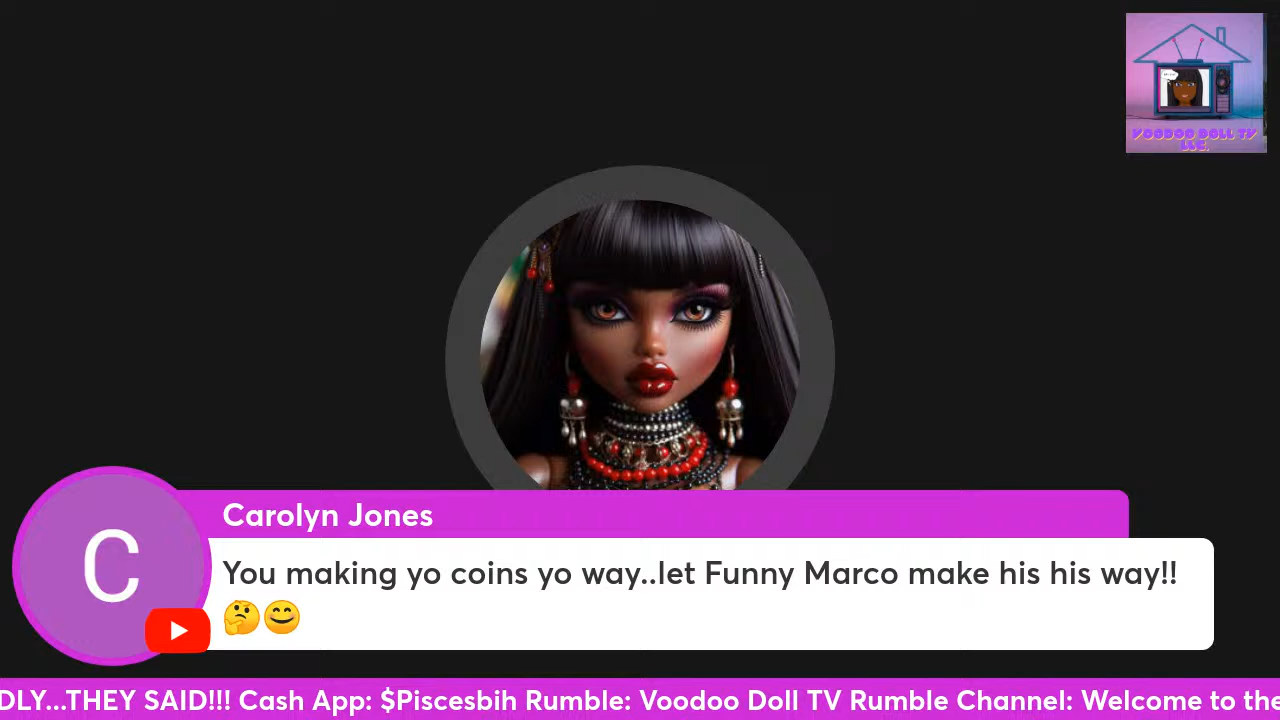 VOODOO DOLL TV
LLC.
C
Carolyn Jones
You making yo coins yo way..let Funny Marco make his his way!!
🤔😊
DLY...THEY SAID!!! Cash App: $Piscesbih Rumble: Voodoo Doll TV Rumble Channel: Welcome to the